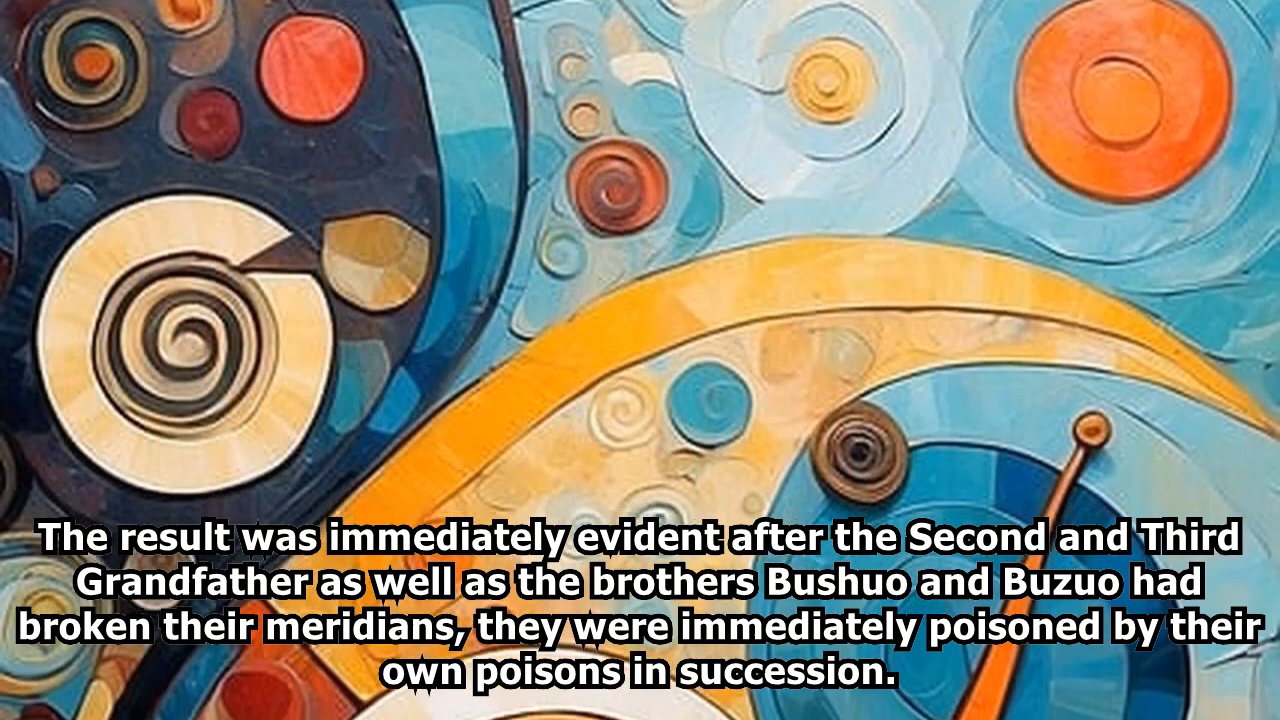 The result was immediately evident after the Second and Third
Grandfather as well as the brothers Bushuo and Buzuo had
broken their meridians, they were immediately poisoned by their
own poisons in succession.